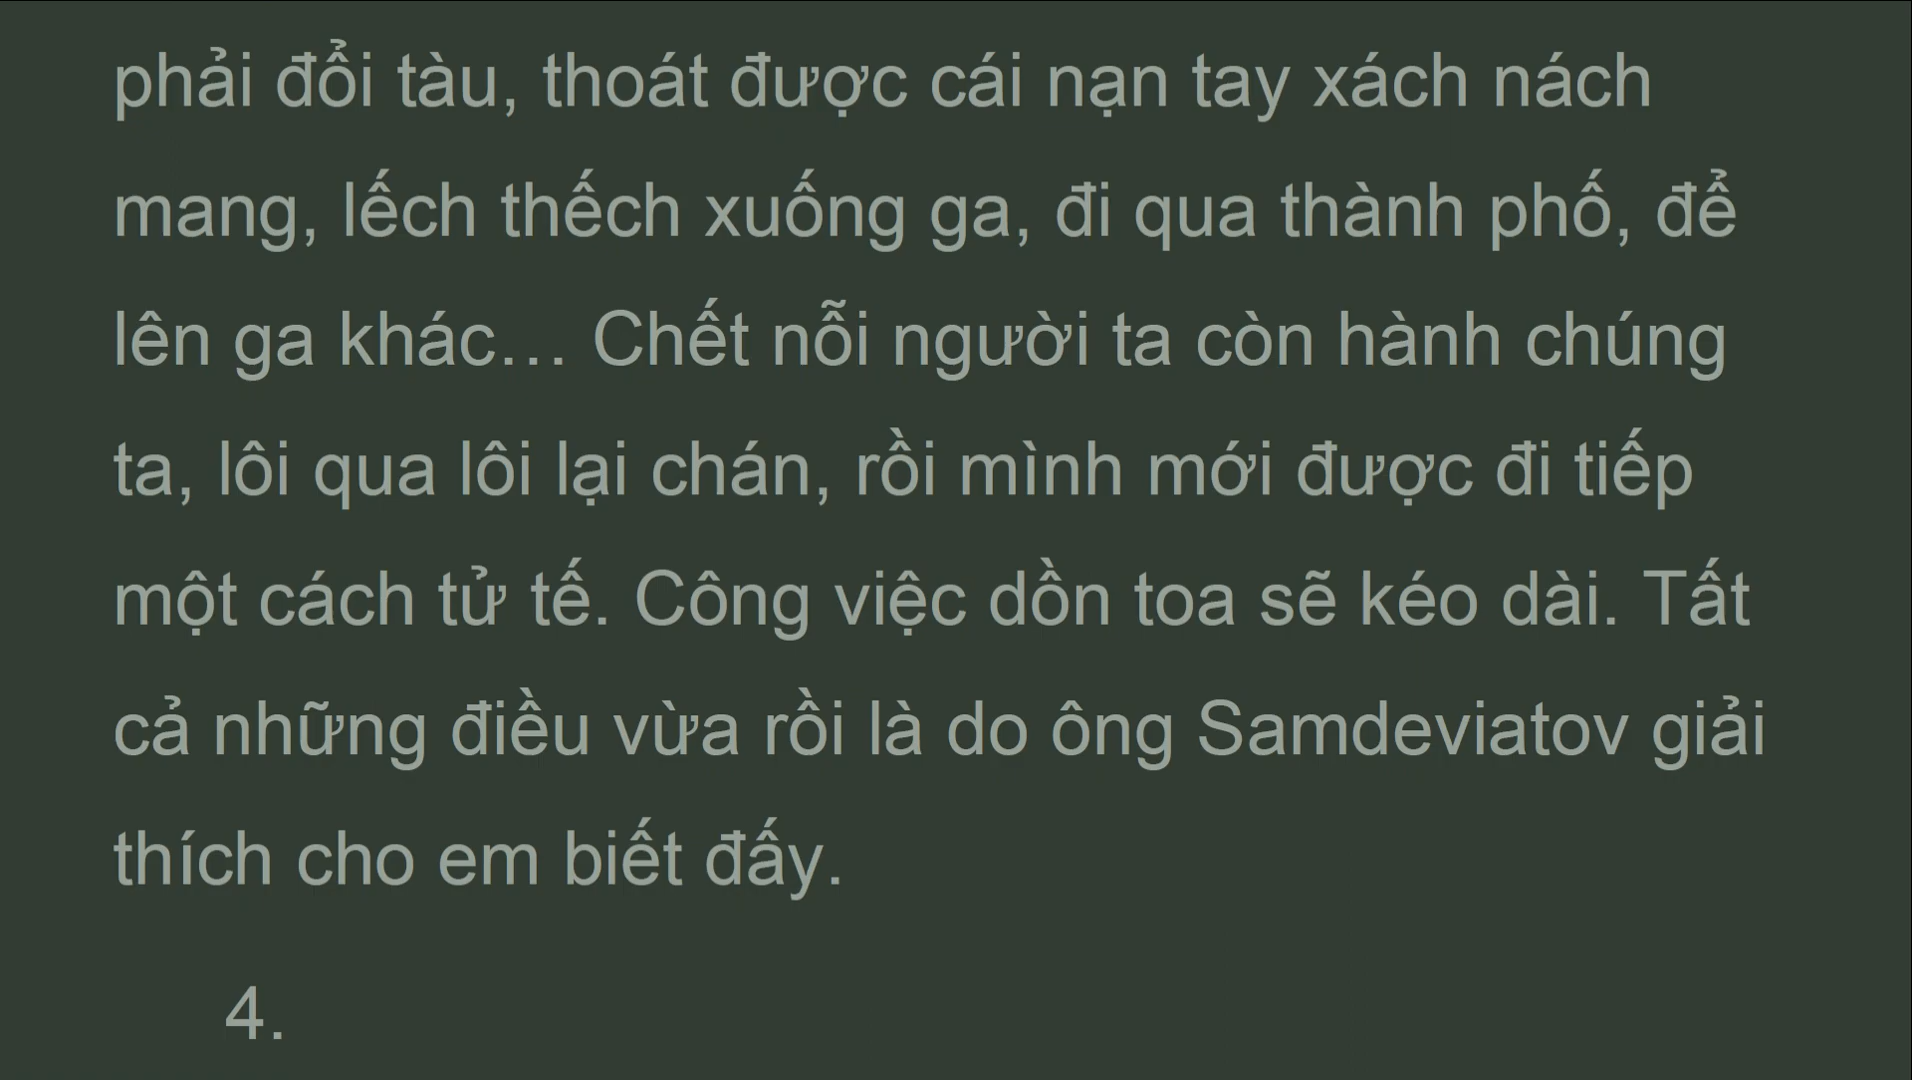 phải đổi tàu, thoát được cái nạn tay xách nách
mang, lếch thếch xuống ga, đi qua thành phố, để
lên ga khác… Chết nỗi người ta còn hành chúng
ta, lôi qua lôi lại chán, rồi mình mới được đi tiếp
một cách tử tế. Công việc dồn toa sẽ kéo dài. Tất
cả những điều vừa rồi là do ông Samdeviatov giải
thích cho em biết đấy.
4.